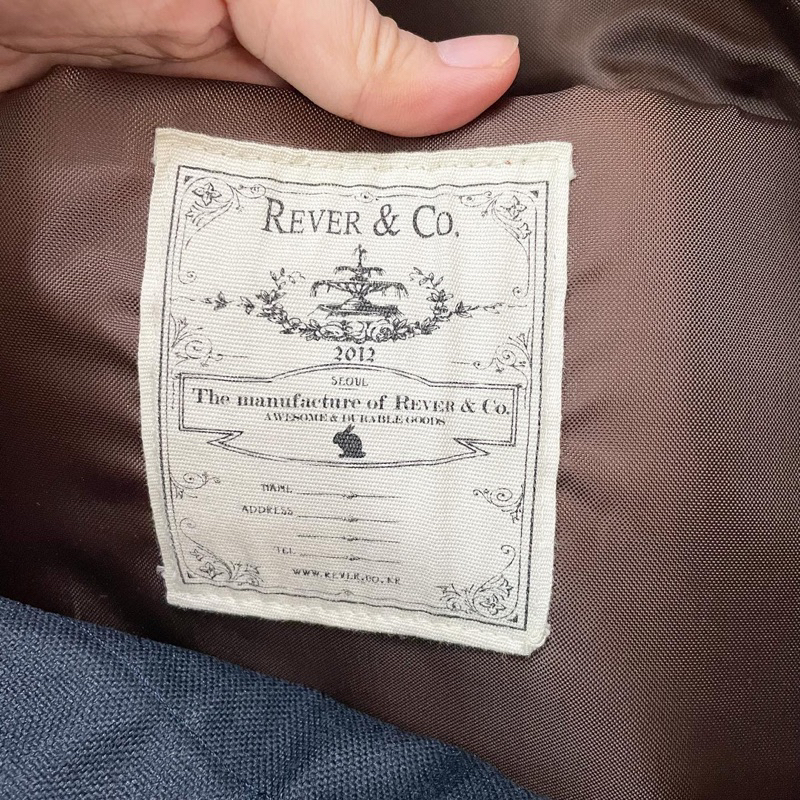 REVER & CO.
2012
SEOUL
The manufacture of REVER & Co.
AWESOME & DURABLE GOODS
NAME
ADDRESS
TEL
WWW.REVER.CO.KR